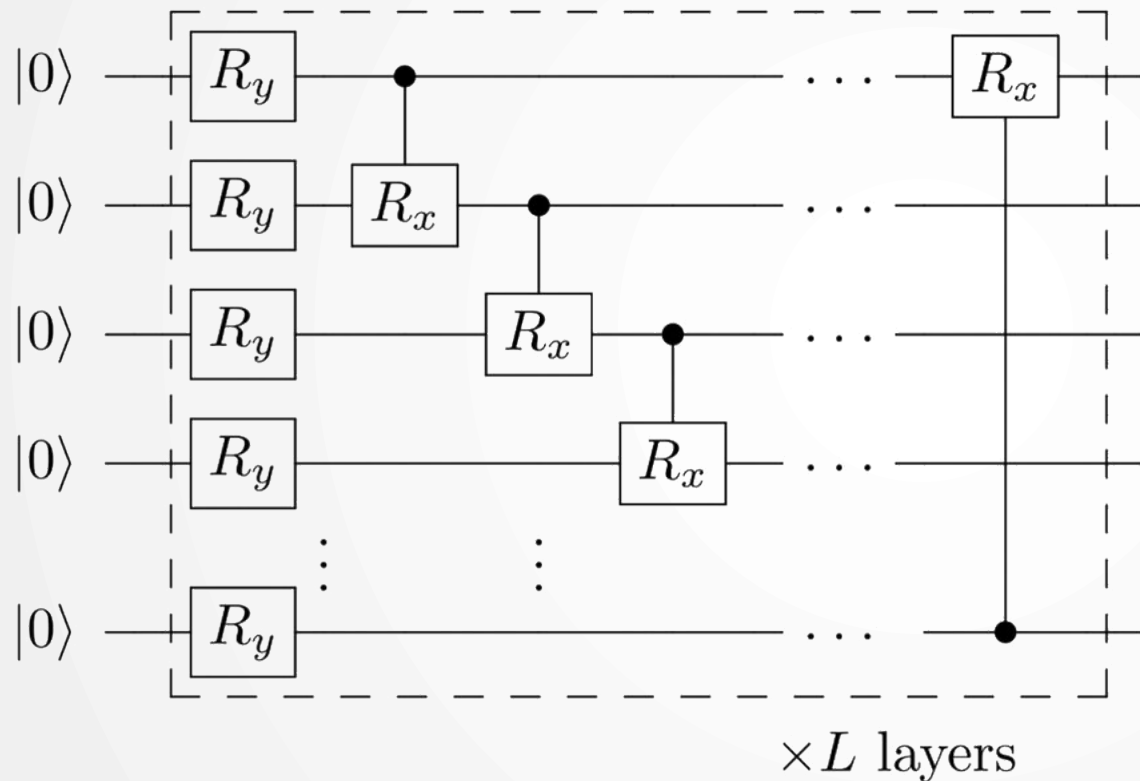 |0⟩ R_y ... R_x
|0⟩ R_y R_x ...
|0⟩ R_y R_x ...
|0⟩ R_y R_x ...
⋮ ⋮
|0⟩ R_y ...
×L layers